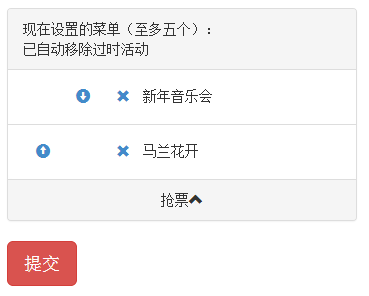 现在设置的菜单（至多五个）：
已自动移除过时活动
新年音乐会
马兰花开
抢票
提交